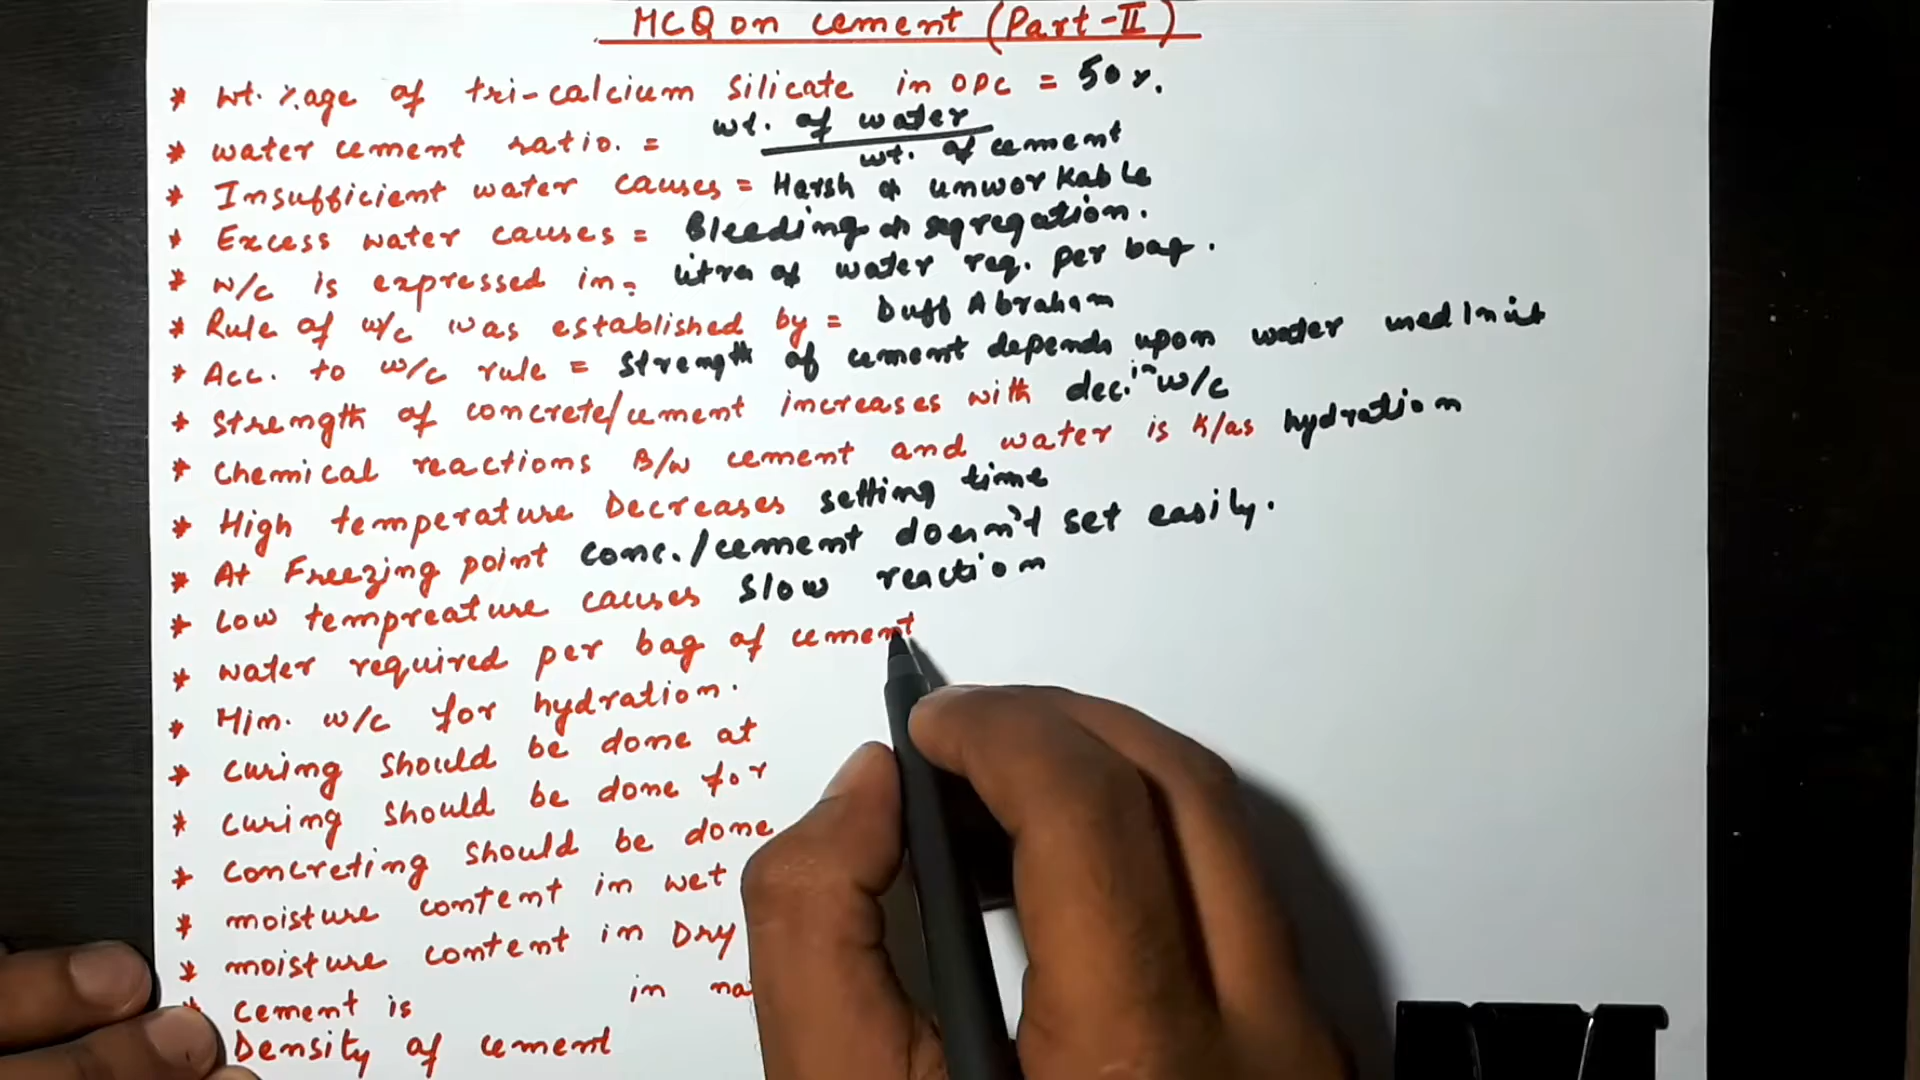 MCQ on cement (Part-II)
* wt. %age of tri-calcium silicate in OPC = 50%.
* water cement ratio. = wt. of water / wt. of cement
* Insufficient water causes = Harsh & unworkable
* Excess water causes = Bleeding & segregation.
* w/c is expressed in = litres of water req. per bag.
* Rule of w/c was established by = Duff Abraham
* Acc. to w/c rule = strength of cement depends upon water used in it
* strength of concrete/cement increases with dec. in w/c
* chemical reactions B/w cement and water is K/as hydration
* High temperature Decreases setting time
* At Freezing point conc./cement doesn't set easily.
* Low tempreature causes slow reaction
* water required per bag of cement
* Min. w/c for hydration.
* curing should be done at
* curing should be done for
* concreting should be done
* moisture content in wet
* moisture content in Dry
* cement is in na
Density of cement